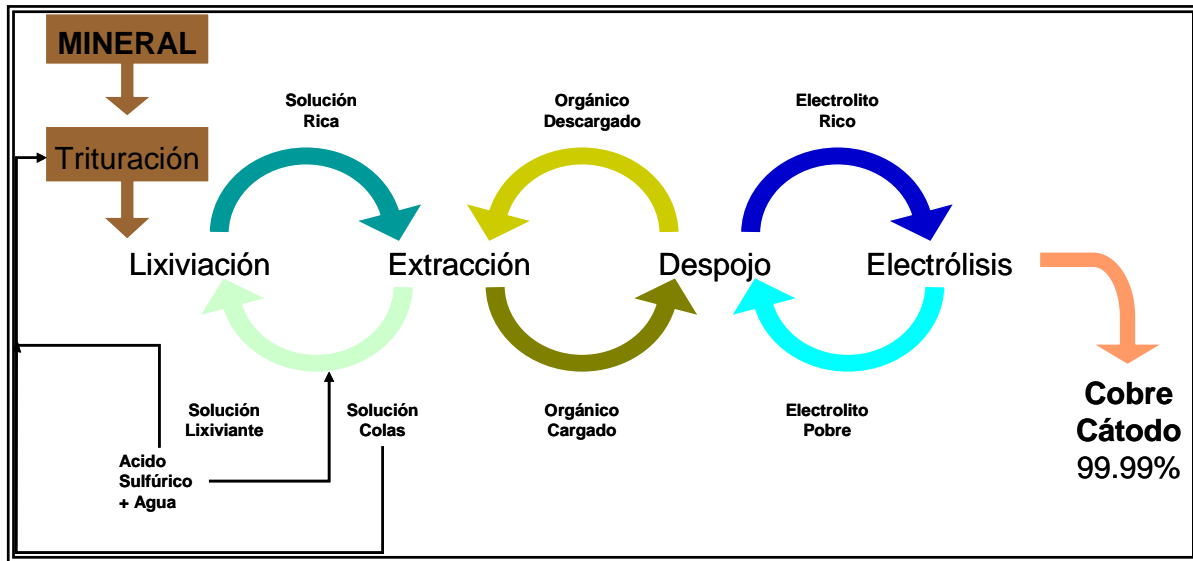 MINERAL
Trituración
Solución
Rica
Orgánico
Descargado
Electrolito
Rico
Lixiviación
Extracción
Despojo
Electrólisis
Solución
Lixiviante
Solución
Colas
Orgánico
Cargado
Electrolito
Pobre
Acido
Sulfúrico
+ Agua
Cobre
Cátodo
99.99%